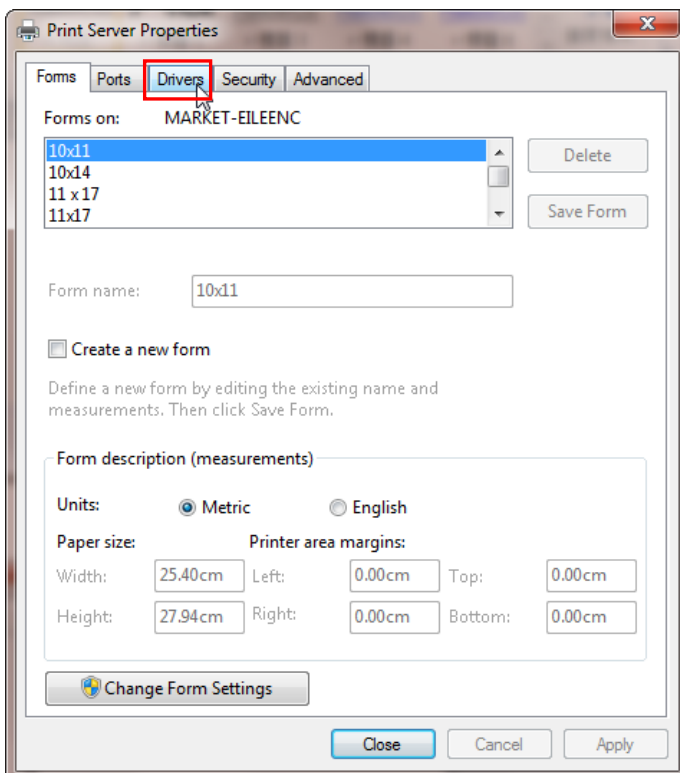 Print Server Properties
Forms Ports Drivers Security Advanced
Forms on: MARKET-EILEENC
10x11
10x14
11 x 17
11x17
Delete
Save Form
Form name: 10x11
Create a new form
Define a new form by editing the existing name and
measurements. Then click Save Form.
Form description (measurements)
Units: Metric English
Paper size: Printer area margins:
Width: 25.40cm Left: 0.00cm Top: 0.00cm
Height: 27.94cm Right: 0.00cm Bottom: 0.00cm
Change Form Settings
Close Cancel Apply